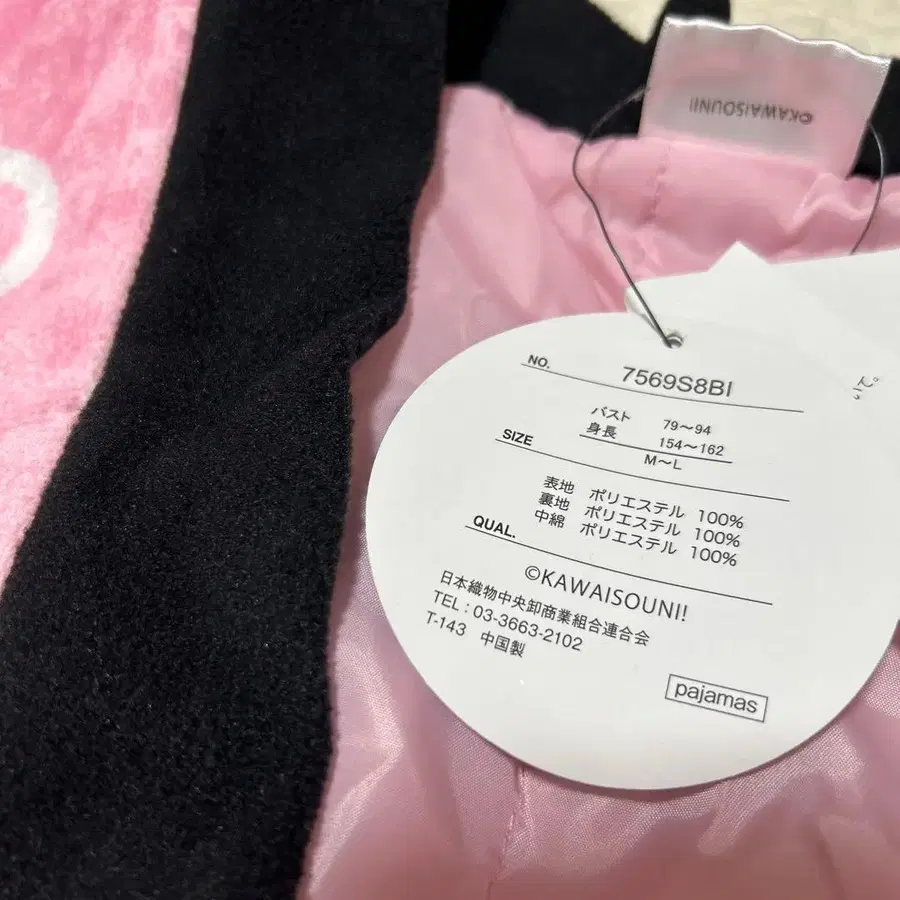 ©KAWAISOUNI!
NO. 7569S8BI
バスト 79～94
身長 154～162
SIZE M～L
表地 ポリエステル 100%
裏地 ポリエステル 100%
中綿 ポリエステル 100%
QUAL.
©KAWAISOUNI!
日本織物中央卸商業組合連合会
TEL：03-3663-2102
T-143 中国製
pajamas